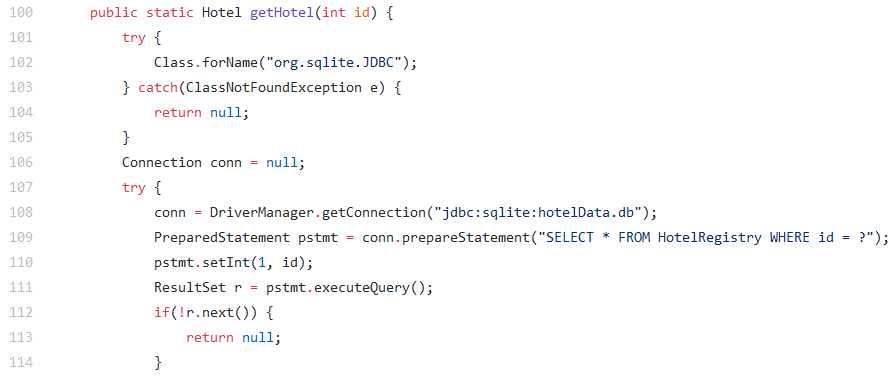 100 public static Hotel getHotel(int id) {
101 try {
102 Class.forName("org.sqlite.JDBC");
103 } catch(ClassNotFoundException e) {
104 return null;
105 }
106 Connection conn = null;
107 try {
108 conn = DriverManager.getConnection("jdbc:sqlite:hotelData.db");
109 PreparedStatement pstmt = conn.prepareStatement("SELECT * FROM HotelRegistry WHERE id = ?");
110 pstmt.setInt(1, id);
111 ResultSet r = pstmt.executeQuery();
112 if(!r.next()) {
113 return null;
114 }